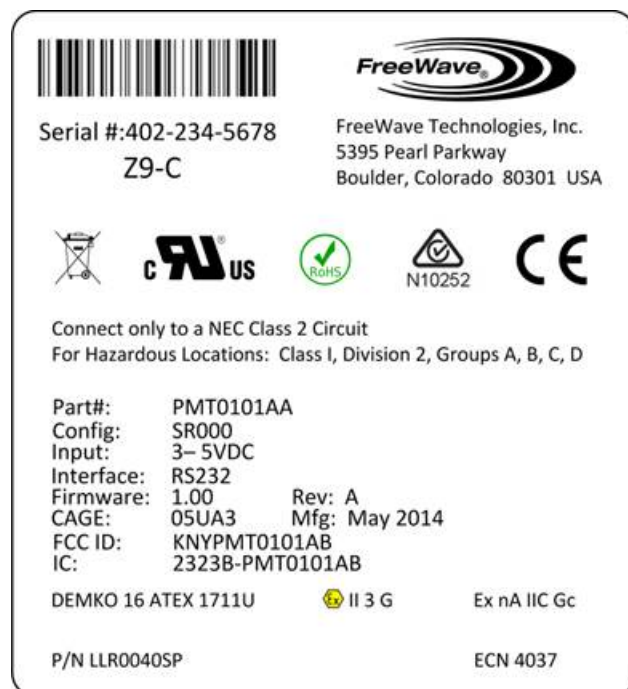 FreeWave®
Serial #:402-234-5678
Z9-C
FreeWave Technologies, Inc.
5395 Pearl Parkway
Boulder, Colorado 80301 USA
C RU® US
RoHS
N10252
CE
Connect only to a NEC Class 2 Circuit
For Hazardous Locations: Class I, Division 2, Groups A, B, C, D
Part#: PMT0101AA
Config: SR000
Input: 3– 5VDC
Interface: RS232
Firmware: 1.00 Rev: A
CAGE: 05UA3 Mfg: May 2014
FCC ID: KNYPMT0101AB
IC: 2323B-PMT0101AB
DEMKO 16 ATEX 1711U Ex II 3 G Ex nA IIC Gc
P/N LLR0040SP ECN 4037